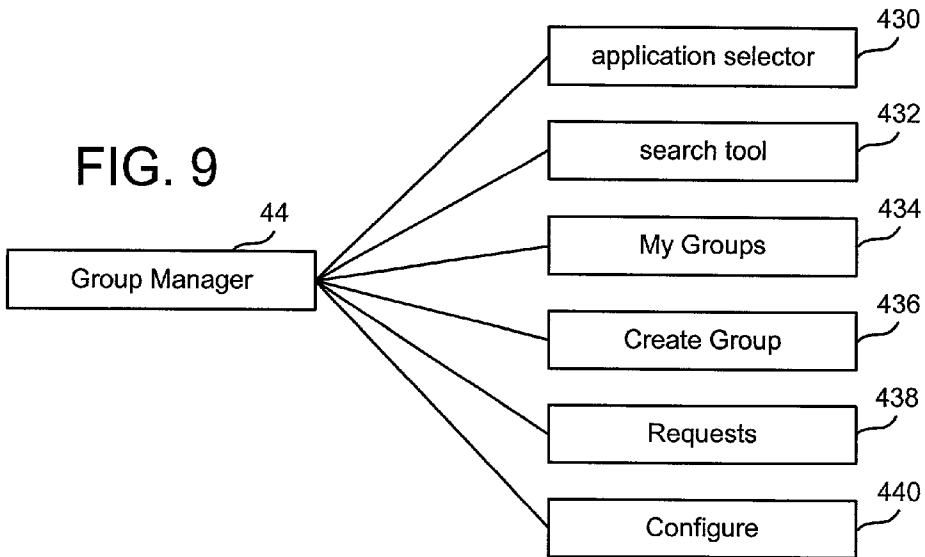 430
application selector
432
search tool
FIG. 9
434
44
My Groups
Group Manager
436
Create Group
438
Requests
440
Configure